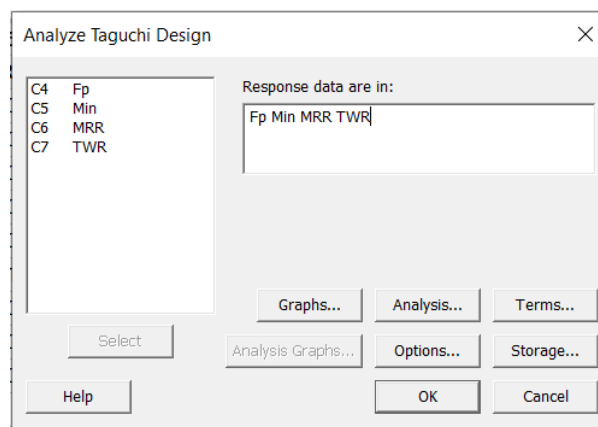 Analyze Taguchi Design
C4 Fp
C5 Min
C6 MRR
C7 TWR
Response data are in:
Fp Min MRR TWR
Graphs... Analysis... Terms...
Select Analysis Graphs... Options... Storage...
Help OK Cancel